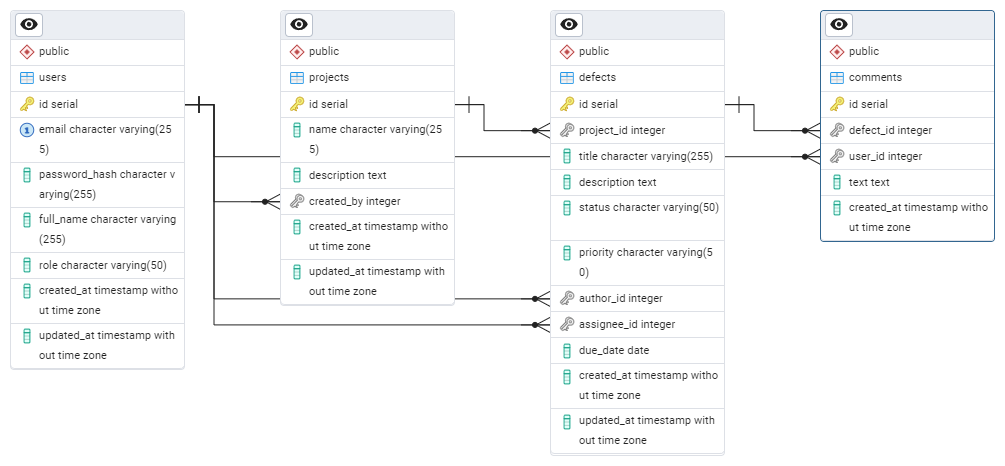 public
users
id serial
email character varying(25
5)
password_hash character v
arying(255)
full_name character varying
(255)
role character varying(50)
created_at timestamp witho
ut time zone
updated_at timestamp with
out time zone
public
projects
id serial
name character varying(25
5)
description text
created_by integer
created_at timestamp witho
ut time zone
updated_at timestamp with
out time zone
public
defects
id serial
project_id integer
title character varying(255)
description text
status character varying(50)
priority character varying(5
0)
author_id integer
assignee_id integer
due_date date
created_at timestamp witho
ut time zone
updated_at timestamp with
out time zone
public
comments
id serial
defect_id integer
user_id integer
text text
created_at timestamp witho
ut time zone